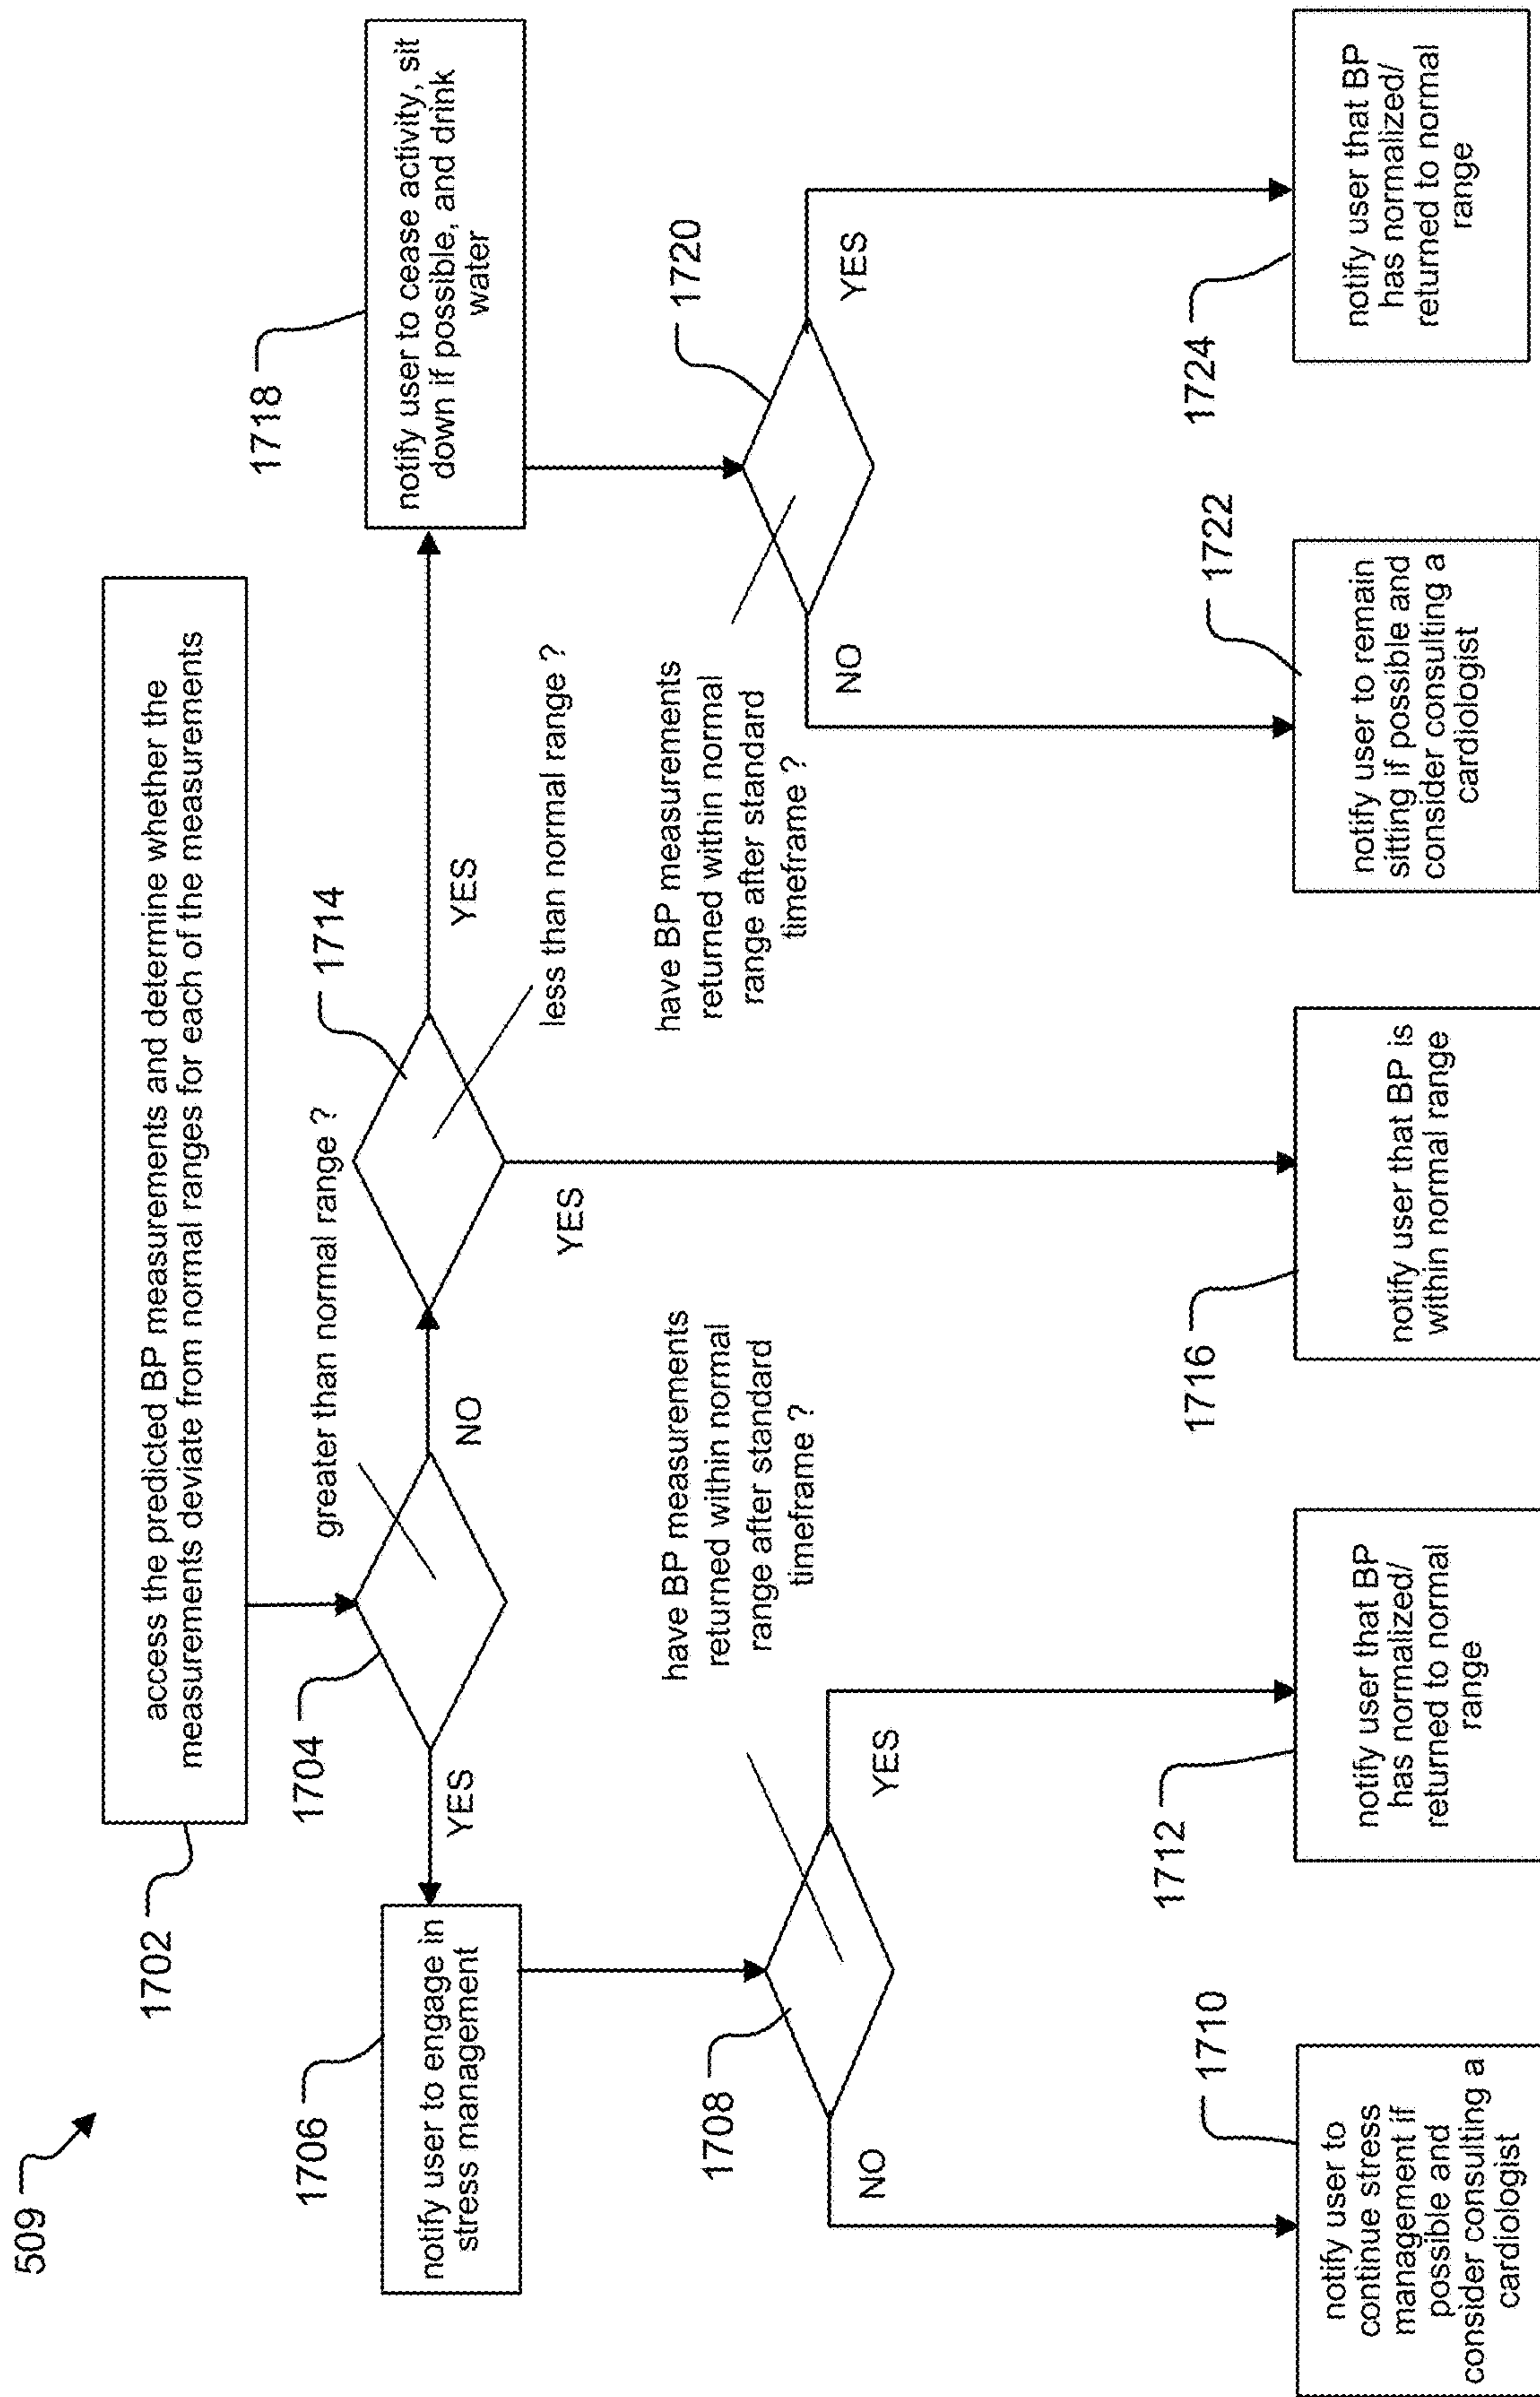 509
1702
access the predicted BP measurements and determine whether the
measurements deviate from normal ranges for each of the measurements
1704
greater than normal range ?
YES
NO
1706
notify user to engage in
stress management
1708
have BP measurements
returned within normal
range after standard
timeframe ?
NO
YES
1710
notify user to
continue stress
management if
possible and
consider consulting a
cardiologist
1712
notify user that BP
has normalized/
returned to normal
range
1714
less than normal range ?
YES
YES
1716
notify user that BP is
within normal range
1718
notify user to cease activity, sit
down if possible, and drink
water
1720
have BP measurements
returned within normal
range after standard
timeframe ?
NO
YES
1722
notify user to remain
sitting if possible and
consider consulting a
cardiologist
1724
notify user that BP
has normalized/
returned to normal
range